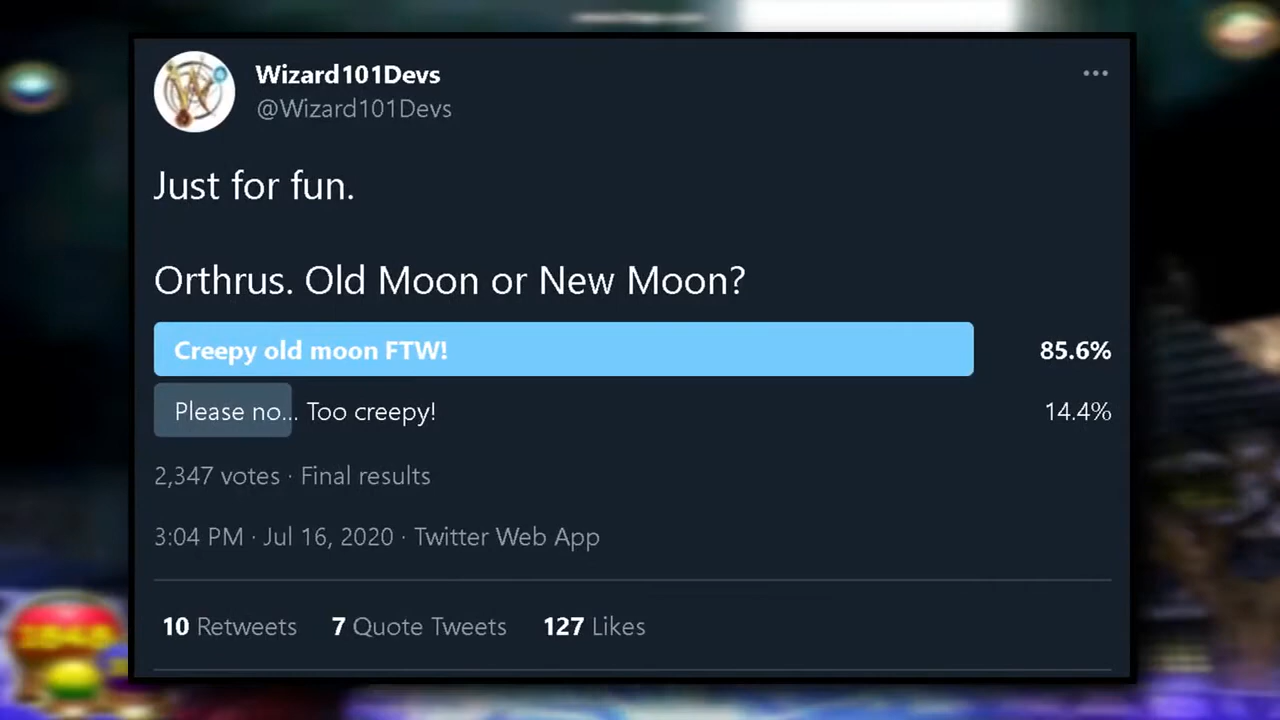 Wizard101Devs
@Wizard101Devs
Just for fun.
Orthrus. Old Moon or New Moon?
Creepy old moon FTW! 85.6%
Please no... Too creepy! 14.4%
2,347 votes · Final results
3:04 PM · Jul 16, 2020 · Twitter Web App
10 Retweets 7 Quote Tweets 127 Likes